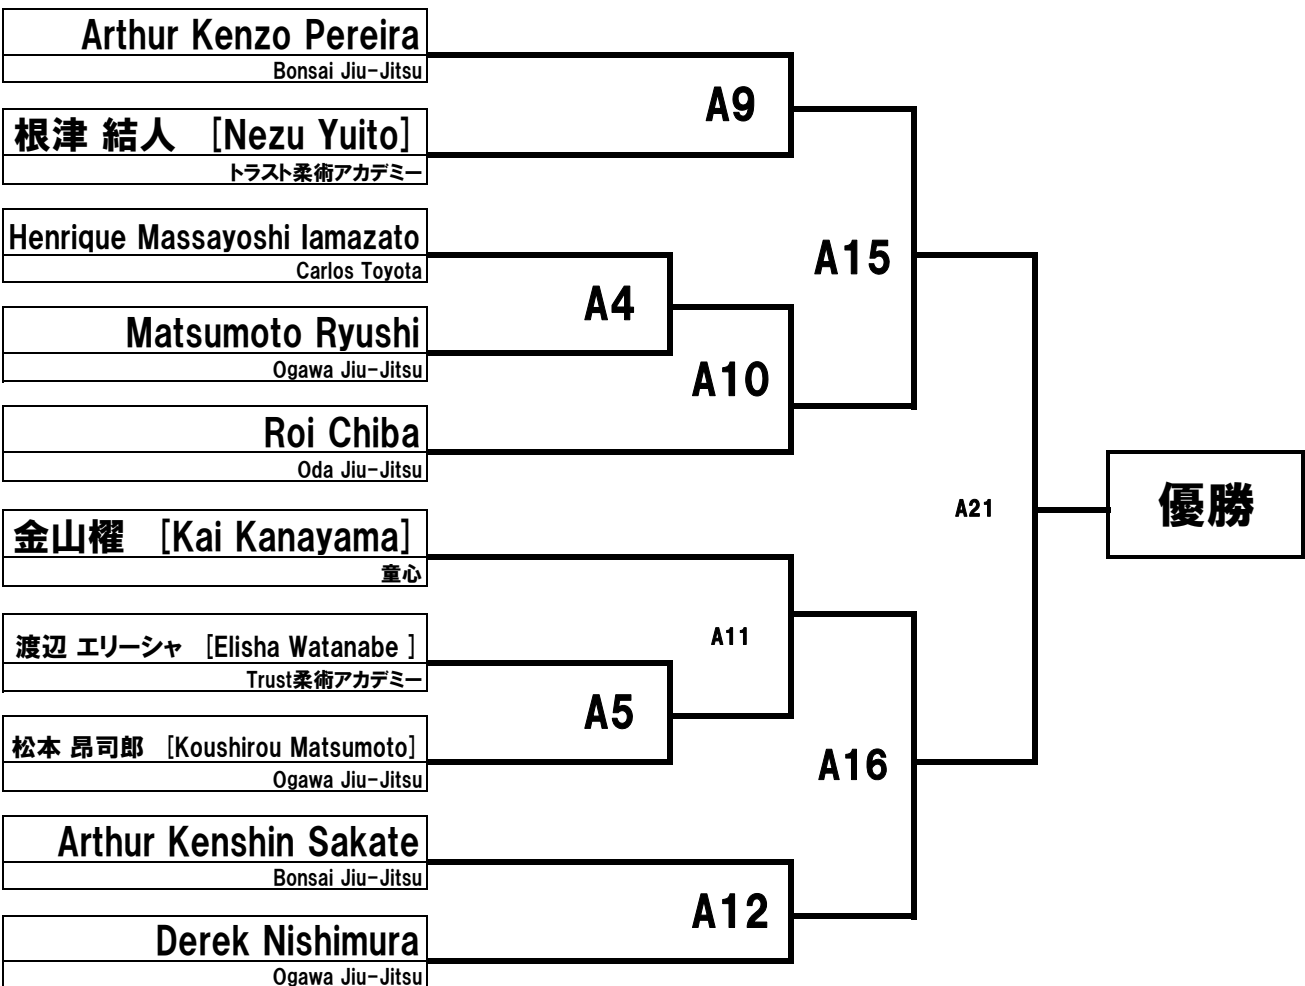 Arthur Kenzo Pereira
Bonsai Jiu-Jitsu
A9
根津 結人 [Nezu Yuito]
トラスト柔術アカデミー
Henrique Massayoshi Iamazato
Carlos Toyota
A15
A4
Matsumoto Ryushi
Ogawa Jiu-Jitsu
A10
Roi Chiba
Oda Jiu-Jitsu
A21
優勝
金山櫂 [Kai Kanayama]
童心
A11
渡辺 エリーシャ [Elisha Watanabe ]
Trust柔術アカデミー
A5
松本 昂司郎 [Koushirou Matsumoto]
Ogawa Jiu-Jitsu
A16
Arthur Kenshin Sakate
Bonsai Jiu-Jitsu
A12
Derek Nishimura
Ogawa Jiu-Jitsu